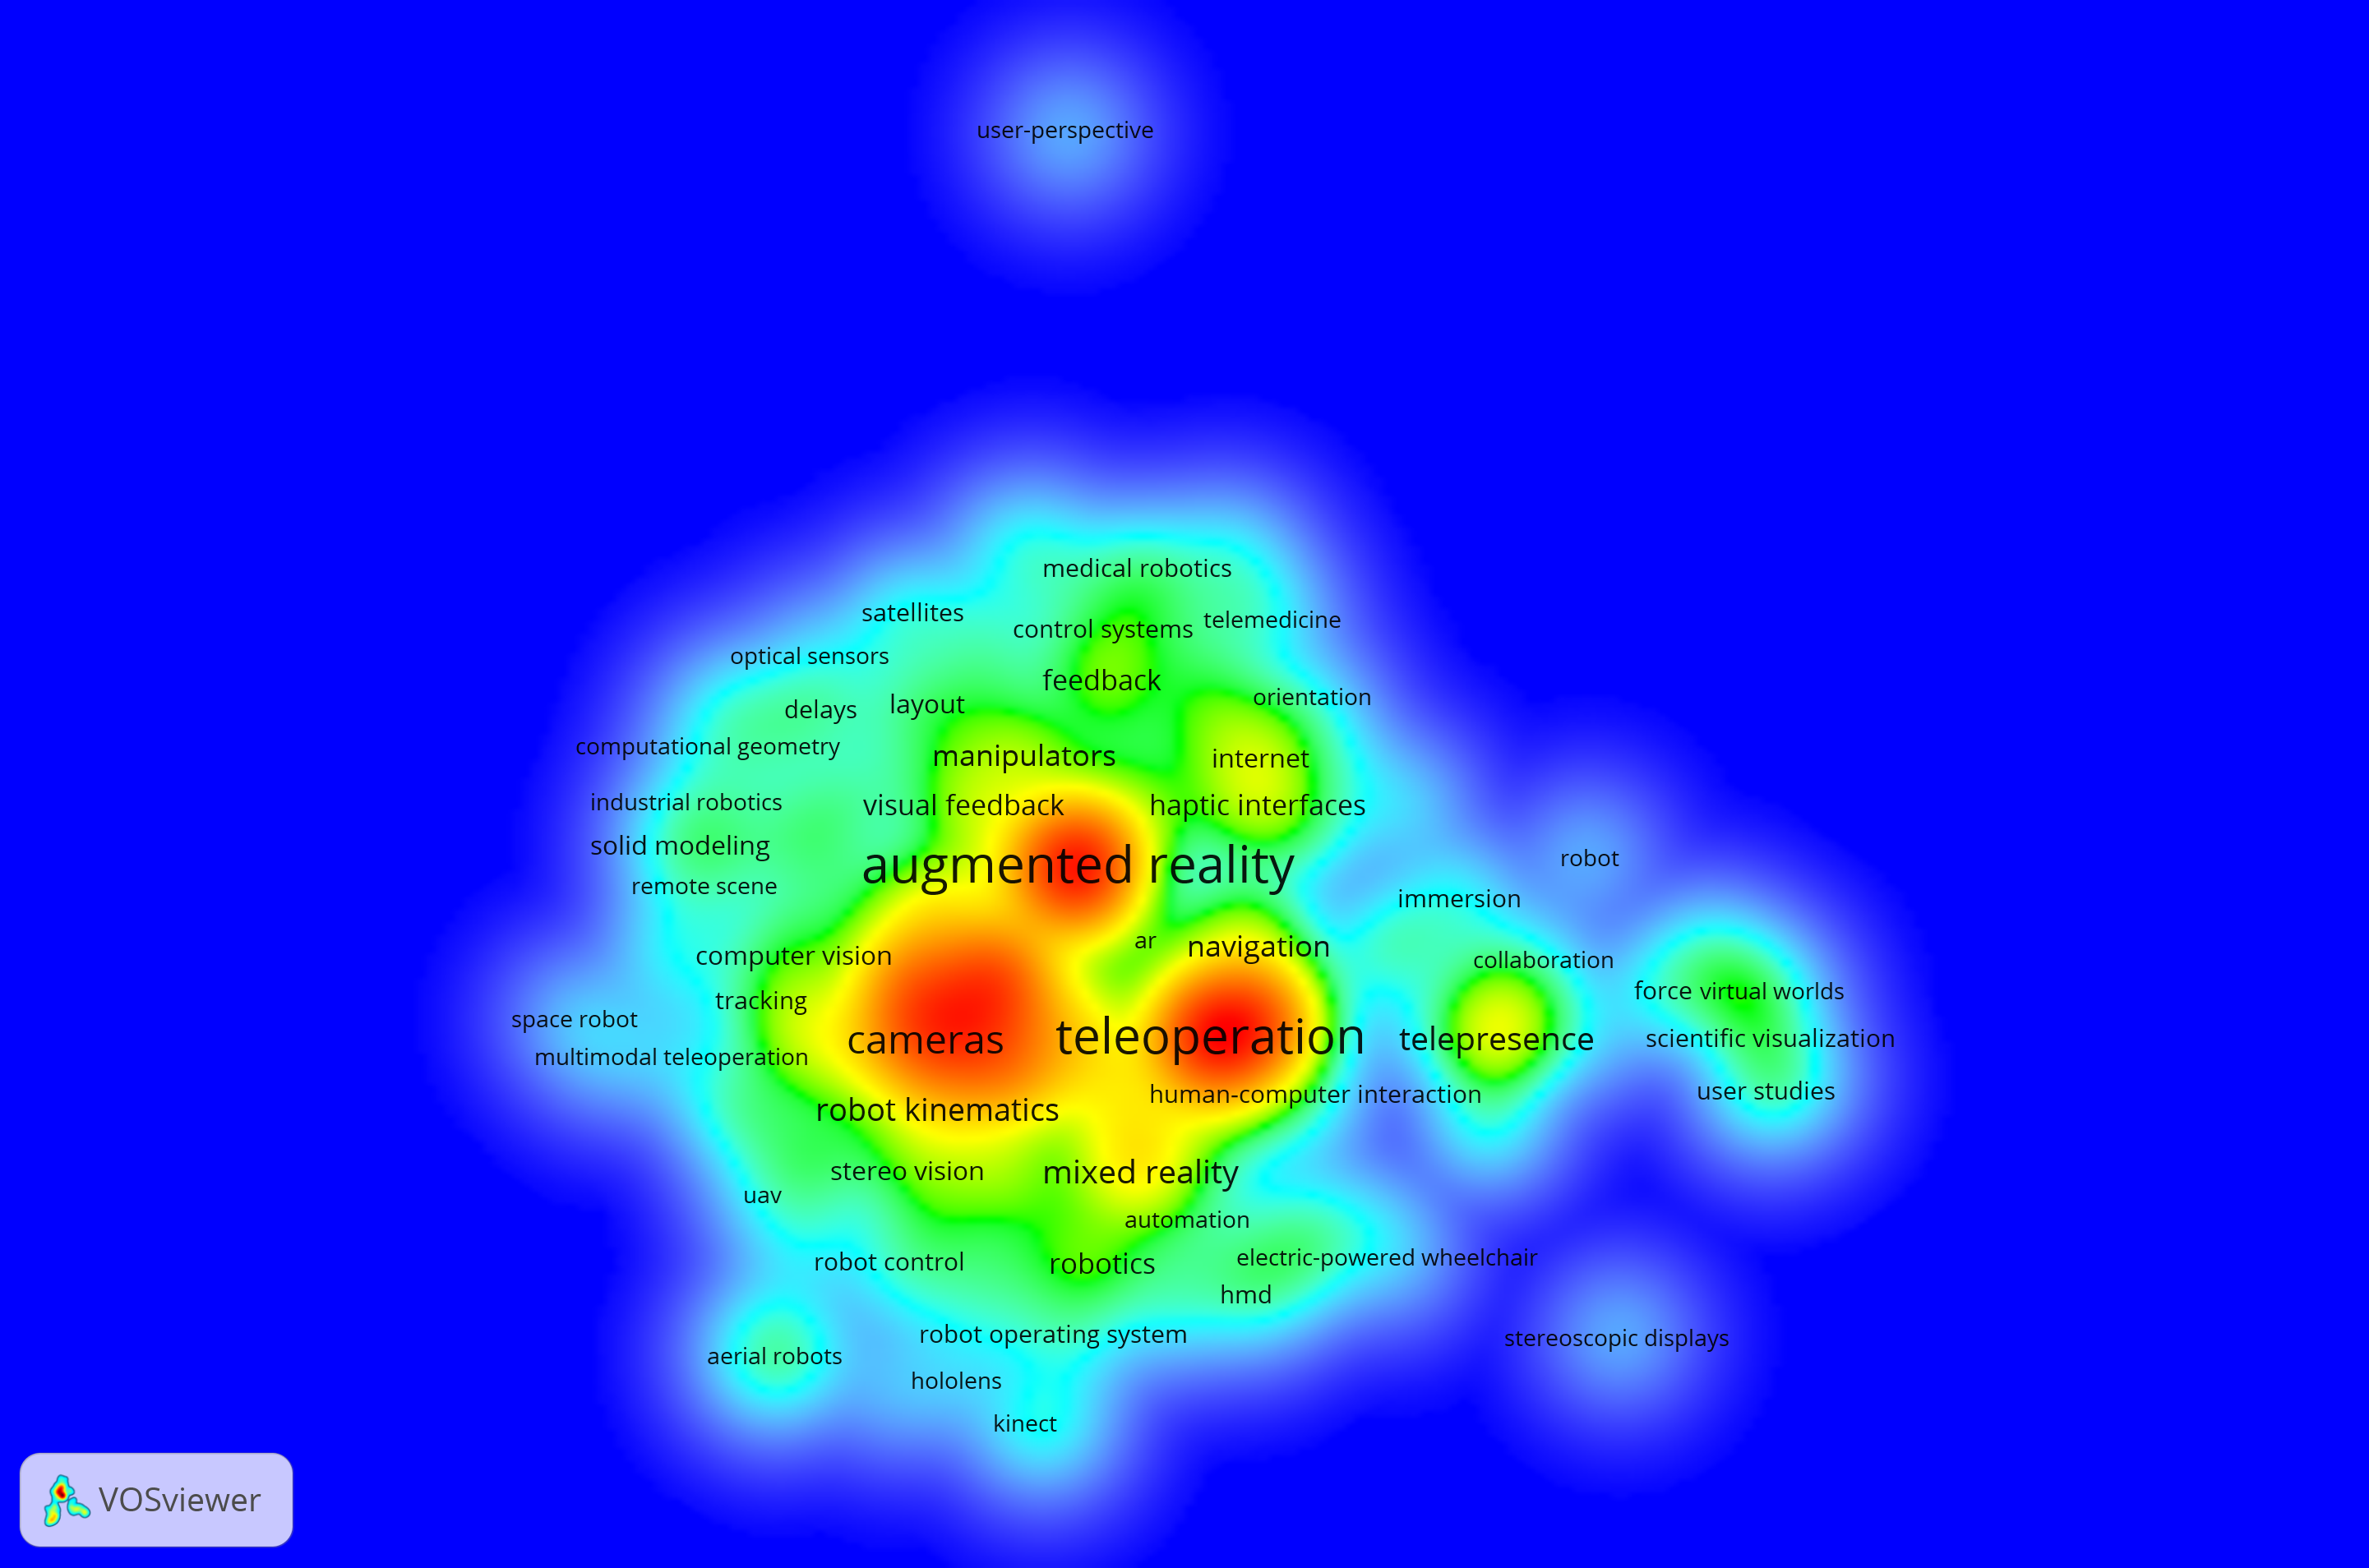 user-perspective
medical robotics
satellites
telemedicine
control systems
optical sensors
feedback
orientation
layout
delays
computational geometry
manipulators
internet
industrial robotics
visual feedback
haptic interfaces
solid modeling
augmented reality
robot
remote scene
immersion
ar
navigation
computer vision
collaboration
tracking
force
virtual worlds
space robot
cameras
teleoperation
telepresence
scientific visualization
multimodal teleoperation
human-computer interaction
user studies
robot kinematics
stereo vision
mixed reality
uav
automation
robot control
robotics
electric-powered wheelchair
hmd
robot operating system
stereoscopic displays
aerial robots
hololens
kinect
VOSviewer